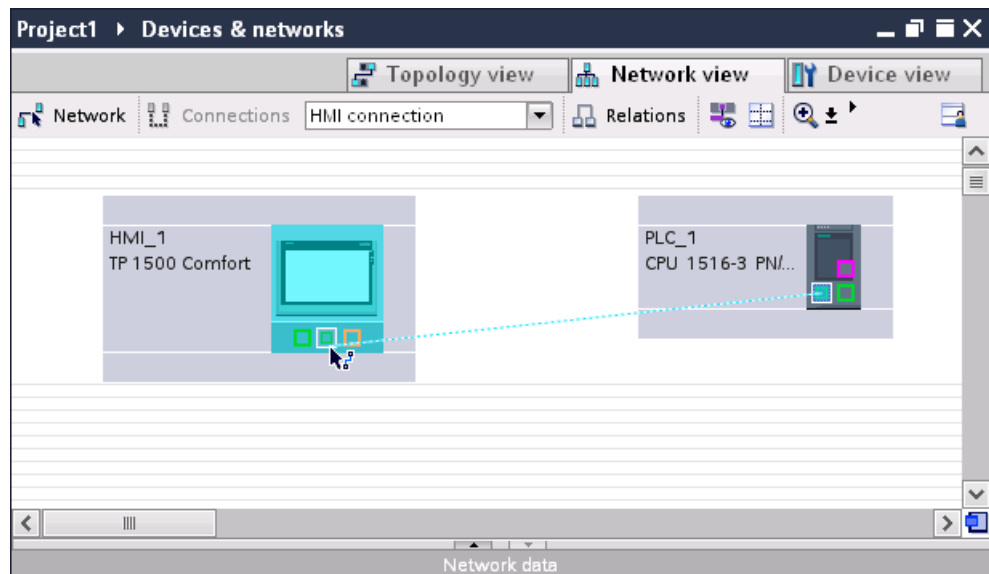 Project1 ▸ Devices & networks
Topology view Network view Device view
Network Connections HMI connection Relations
HMI_1
TP 1500 Comfort
PLC_1
CPU 1516-3 PN/...
Network data